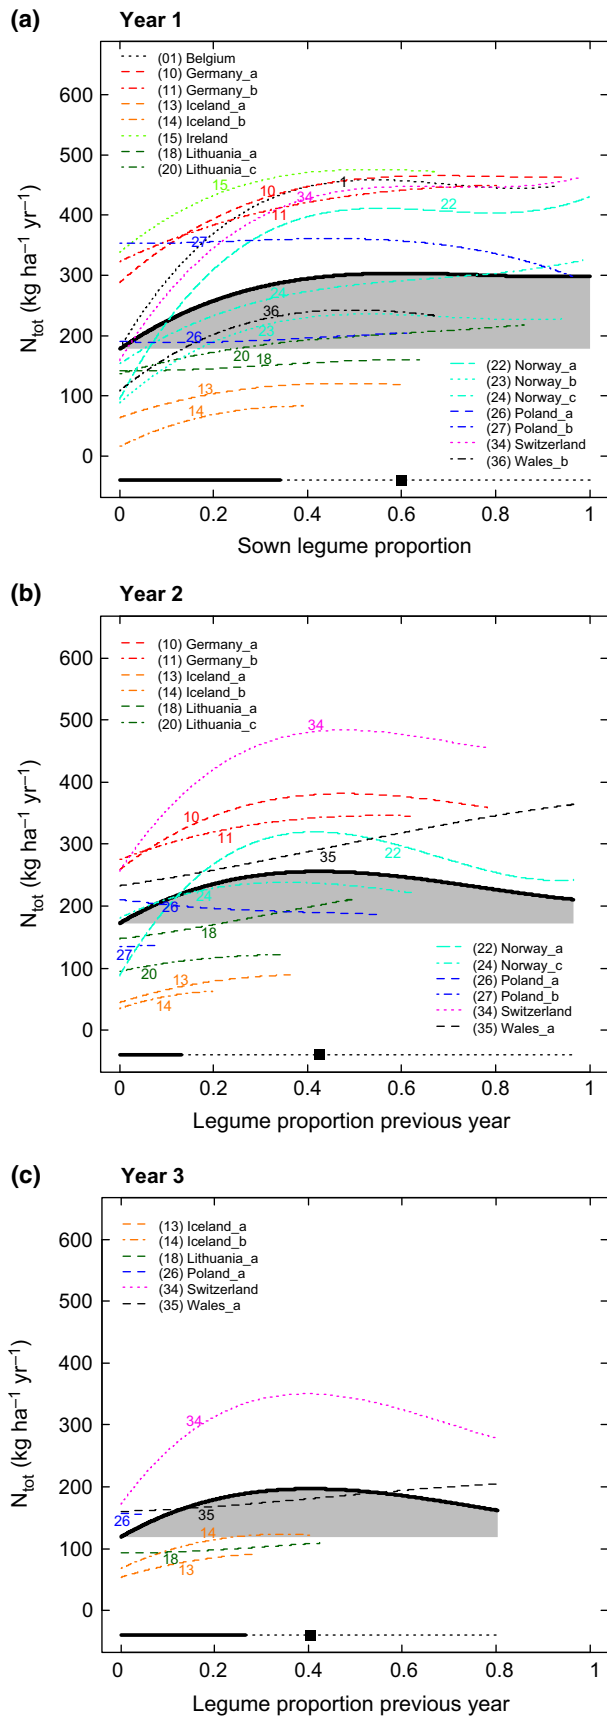 (a) Year 1
(01) Belgium
(10) Germany_a
(11) Germany_b
(13) Iceland_a
(14) Iceland_b
(15) Ireland
(18) Lithuania_a
(20) Lithuania_c
600
500
400
300
200
100
0
N_tot (kg ha⁻¹ yr⁻¹)
15
10
1
34
11
22
27
24
36
23
26
20
18
13
14
(22) Norway_a
(23) Norway_b
(24) Norway_c
(26) Poland_a
(27) Poland_b
(34) Switzerland
(36) Wales_b
0 0.2 0.4 0.6 0.8 1
Sown legume proportion
(b) Year 2
(10) Germany_a
(11) Germany_b
(13) Iceland_a
(14) Iceland_b
(18) Lithuania_a
(20) Lithuania_c
600
500
400
300
200
100
0
N_tot (kg ha⁻¹ yr⁻¹)
34
10
11
22
35
24
26
18
27
20
13
14
(22) Norway_a
(24) Norway_c
(26) Poland_a
(27) Poland_b
(34) Switzerland
(35) Wales_a
0 0.2 0.4 0.6 0.8 1
Legume proportion previous year
(c) Year 3
(13) Iceland_a
(14) Iceland_b
(18) Lithuania_a
(26) Poland_a
(34) Switzerland
(35) Wales_a
600
500
400
300
200
100
0
N_tot (kg ha⁻¹ yr⁻¹)
34
35
26
14
18
13
0 0.2 0.4 0.6 0.8 1
Legume proportion previous year